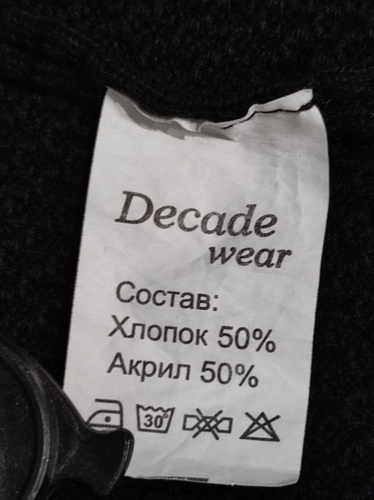 Decade
wear
Состав:
Хлопок 50%
Акрил 50%
30°